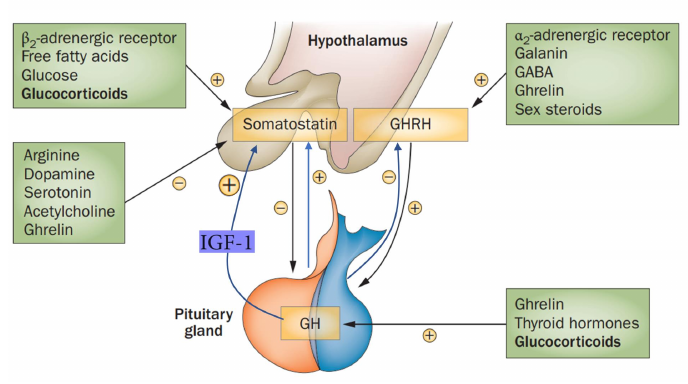 β₂-adrenergic receptor
Free fatty acids
Glucose
Glucocorticoids
Hypothalamus
α₂-adrenergic receptor
Galanin
GABA
Ghrelin
Sex steroids
+
+
Somatostatin
GHRH
Arginine
Dopamine
Serotonin
Acetylcholine
Ghrelin
−
+
+
−
−
+
IGF-1
Pituitary
gland
GH
+
Ghrelin
Thyroid hormones
Glucocorticoids